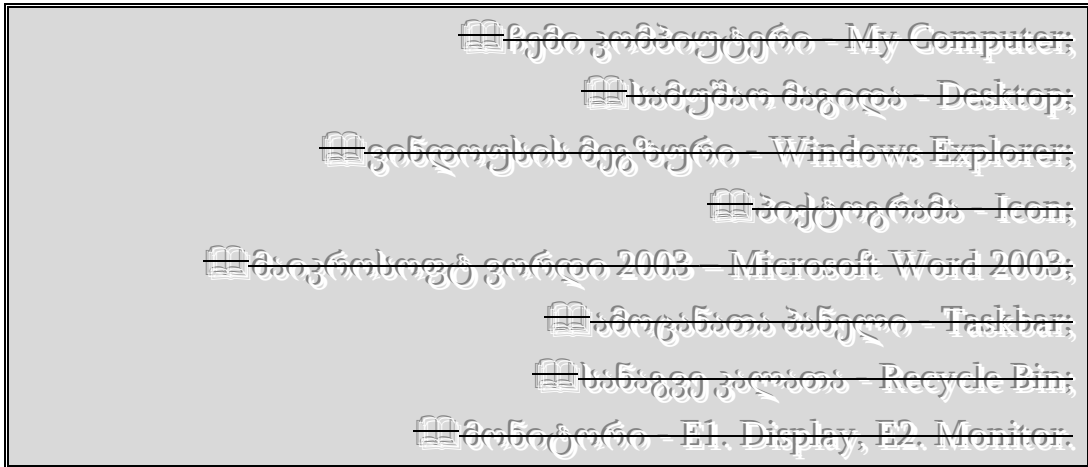 🕮ჩემი კომპიუტერი - My Computer;
🕮სამუშაო მაგიდა - Desktop;
🕮ვინდოუსის მეგზური - Windows Explorer;
🕮პიქტოგრამა - Icon;
🕮მაიკროსოფტ ვორდი 2003 – Microsoft Word 2003;
🕮ამოცანათა პანელი - Taskbar;
🕮სანაგვე კალათა - Recycle Bin;
🕮მონიტორი - E1. Display, E2. Monitor.